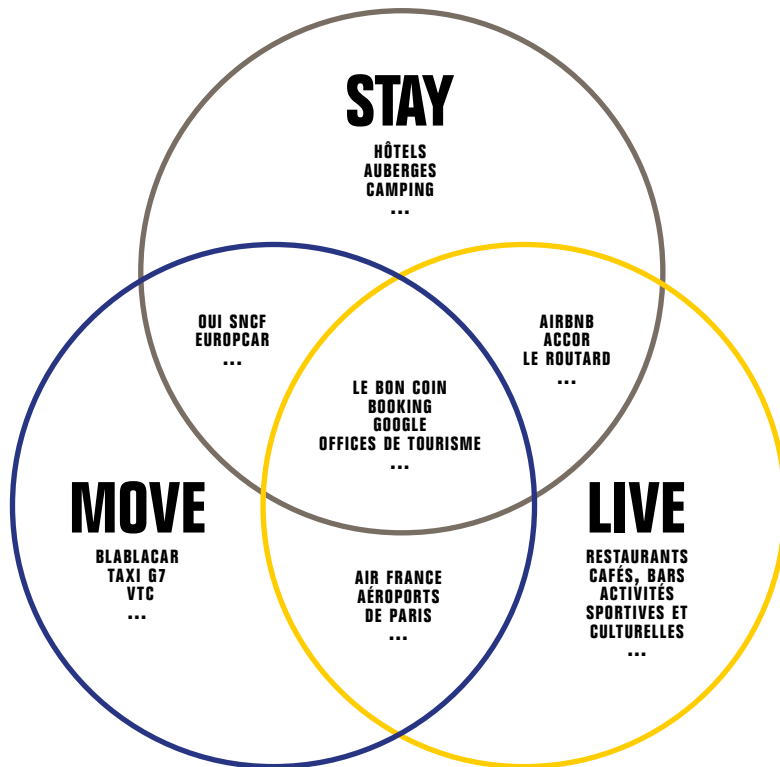 STAY
HÔTELS
AUBERGES
CAMPING
...
OUI SNCF
EUROPCAR
...
AIRBNB
ACCOR
LE ROUTARD
...
LE BON COIN
BOOKING
GOOGLE
OFFICES DE TOURISME
...
MOVE
BLABLACAR
TAXI G7
VTC
...
AIR FRANCE
AÉROPORTS
DE PARIS
...
LIVE
RESTAURANTS
CAFÉS, BARS
ACTIVITÉS
SPORTIVES ET
CULTURELLES
...